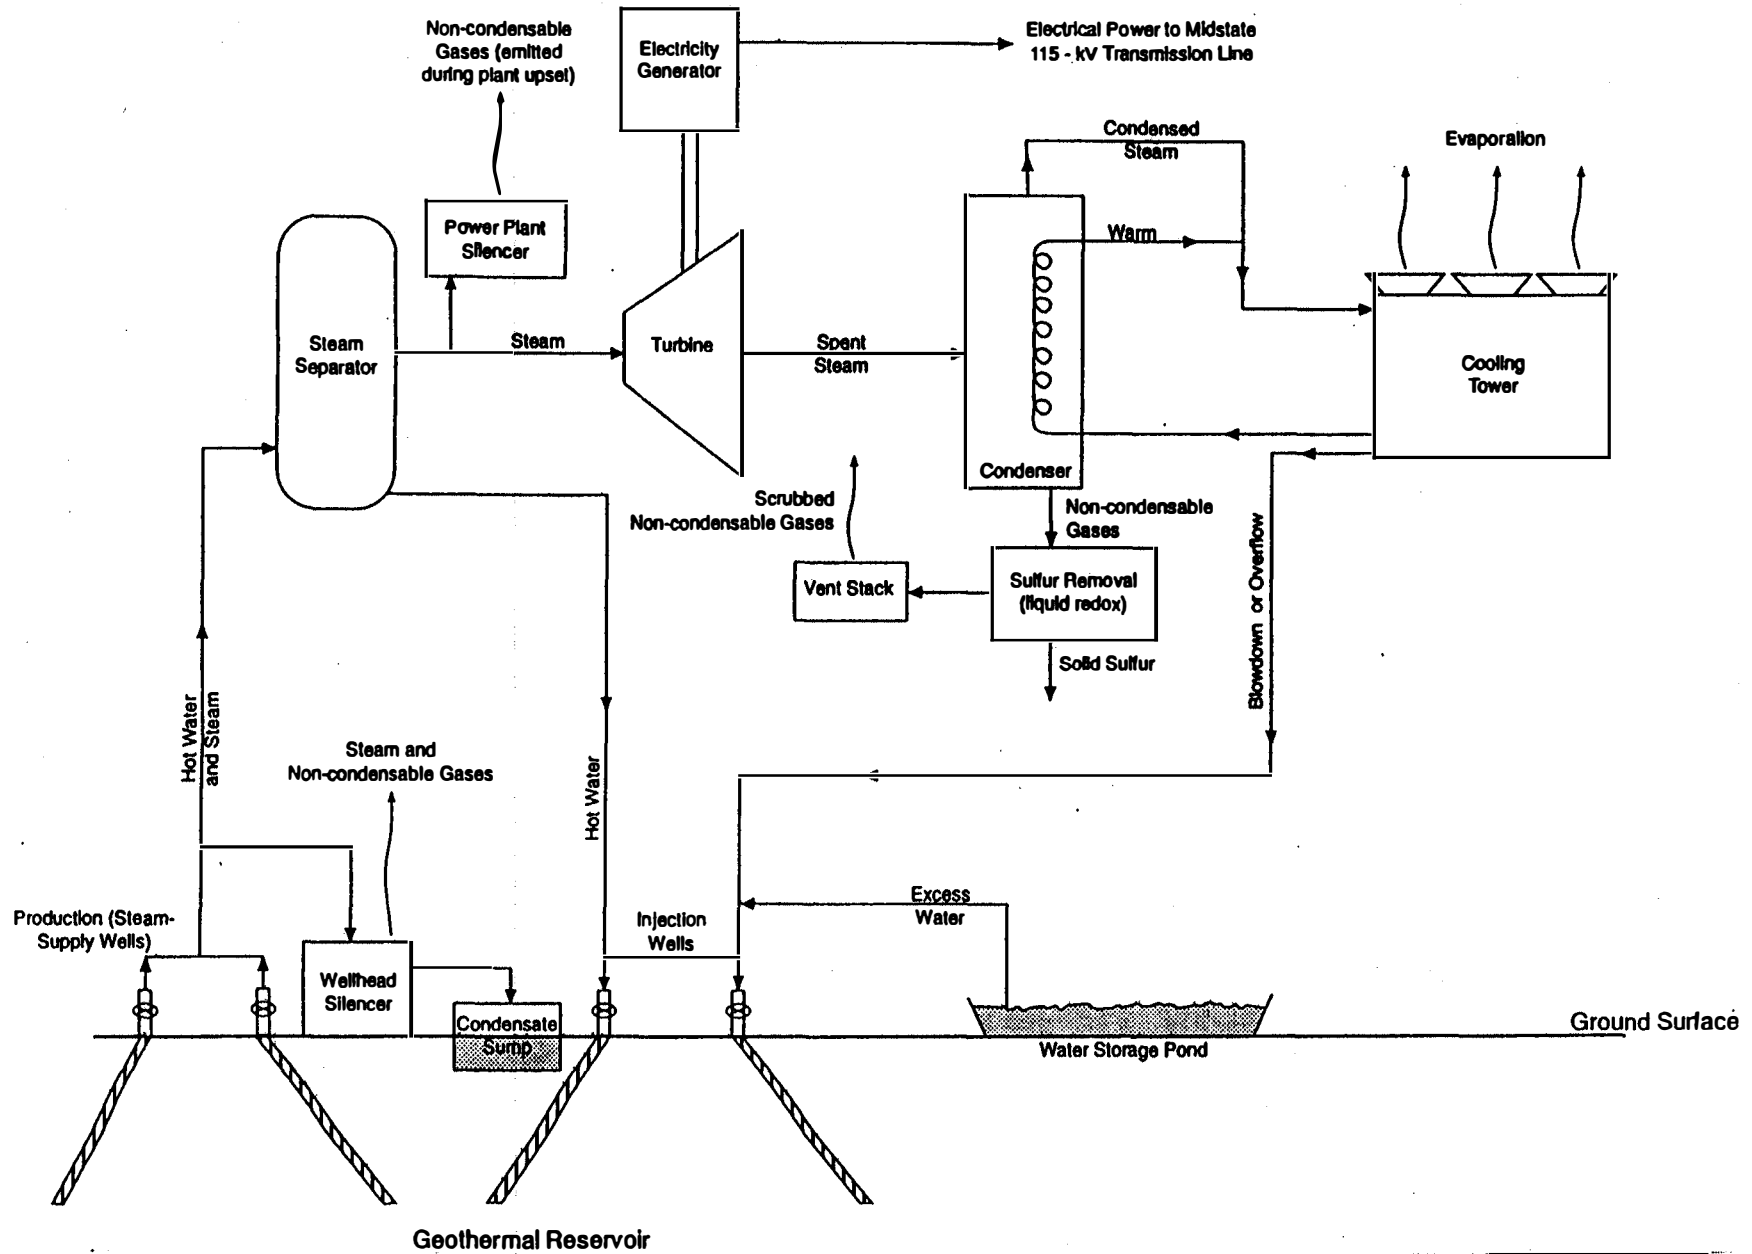 Non-condensable
Gases (emitted
during plant upset)
Electricity
Generator
Electrical Power to Midstate
115 - kV Transmission Line
Condensed
Steam
Evaporation
Power Plant
Silencer
Warm
Steam
Separator
Steam
Turbine
Spent
Steam
Cooling
Tower
Condenser
Scrubbed
Non-condensable Gases
Non-condensable
Gases
Vent Stack
Sulfur Removal
(liquid redox)
Solid Sulfur
Blowdown or Overflow
Hot Water
and Steam
Steam and
Non-condensable Gases
Hot Water
Production (Steam-
Supply Wells)
Injection
Wells
Excess
Water
Wellhead
Silencer
Condensate
Sump
Ground Surface
Water Storage Pond
Geothermal Reservoir